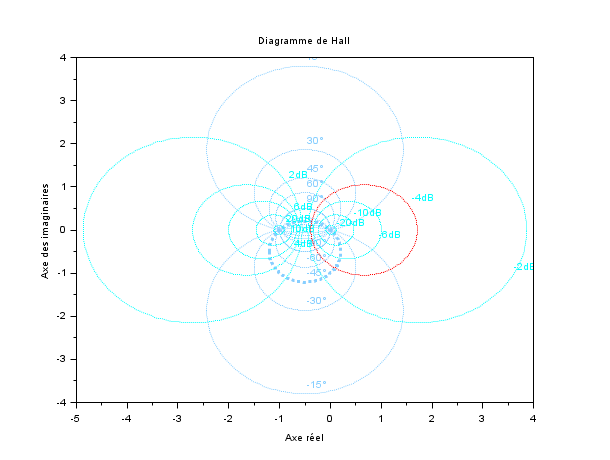 Diagramme de Hall
4
30°
3
2
45°
2dB
60°
-4dB
1
90°
6dB
-10dB
-20dB
0
-6dB
-60°
-45°
-2dB
-1
-30°
-2
-3
-15°
-4
-5 -4 -3 -2 -1 0 1 2 3 4
Axe réel
Axe des imaginaires